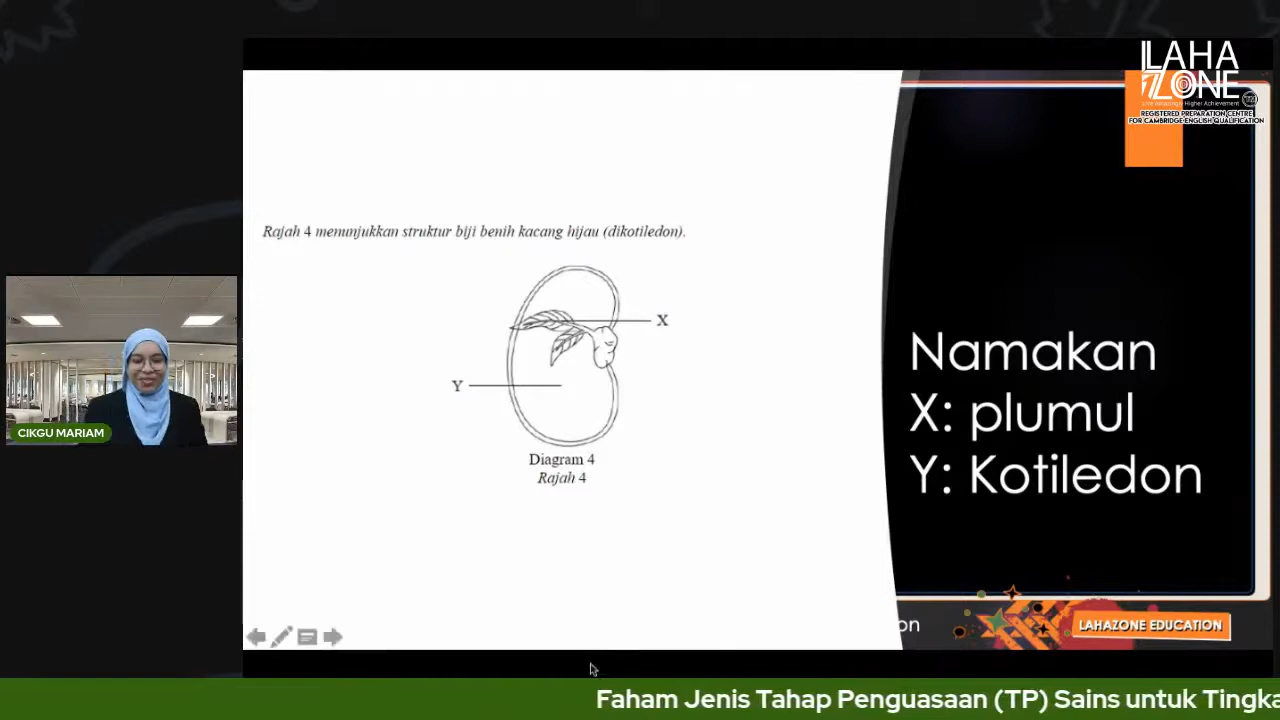 LAHA
ZONE
Live Amazingly Higher Achievement
REGISTERED PREPARATION CENTRE
FOR CAMBRIDGE ENGLISH QUALIFICATION
Rajah 4 menunjukkan struktur biji benih kacang hijau (dikotiledon).
X
Y
Diagram 4
Rajah 4
Namakan
X: plumul
Y: Kotiledon
CIKGU MARIAM
on
LAHAZONE EDUCATION
Faham Jenis Tahap Penguasaan (TP) Sains untuk Tingka